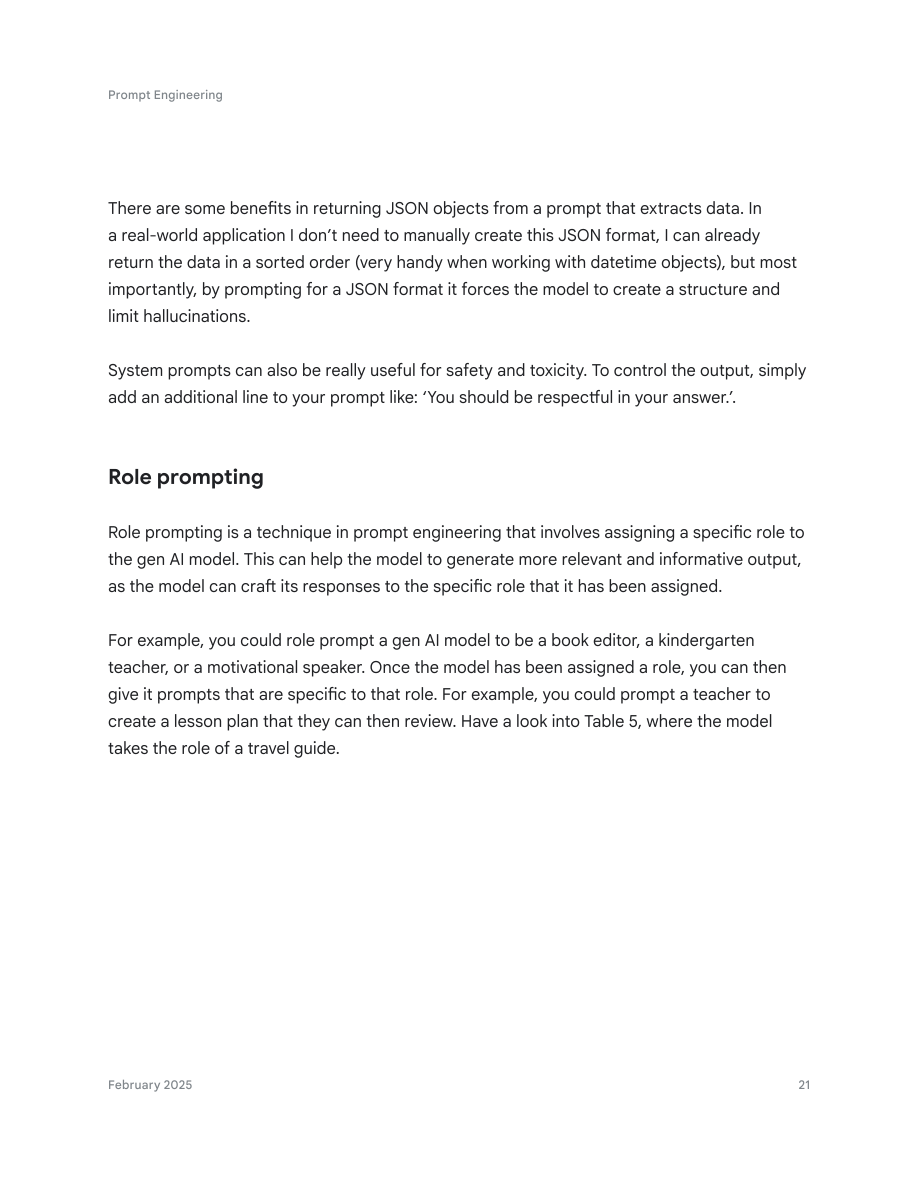 Prompt Engineering
There are some benefits in returning JSON objects from a prompt that extracts data. In
a real-world application I don’t need to manually create this JSON format, I can already
return the data in a sorted order (very handy when working with datetime objects), but most
importantly, by prompting for a JSON format it forces the model to create a structure and
limit hallucinations.
System prompts can also be really useful for safety and toxicity. To control the output, simply
add an additional line to your prompt like: ‘You should be respectful in your answer.’.
Role prompting
Role prompting is a technique in prompt engineering that involves assigning a specific role to
the gen AI model. This can help the model to generate more relevant and informative output,
as the model can craft its responses to the specific role that it has been assigned.
For example, you could role prompt a gen AI model to be a book editor, a kindergarten
teacher, or a motivational speaker. Once the model has been assigned a role, you can then
give it prompts that are specific to that role. For example, you could prompt a teacher to
create a lesson plan that they can then review. Have a look into Table 5, where the model
takes the role of a travel guide.
February 2025
21